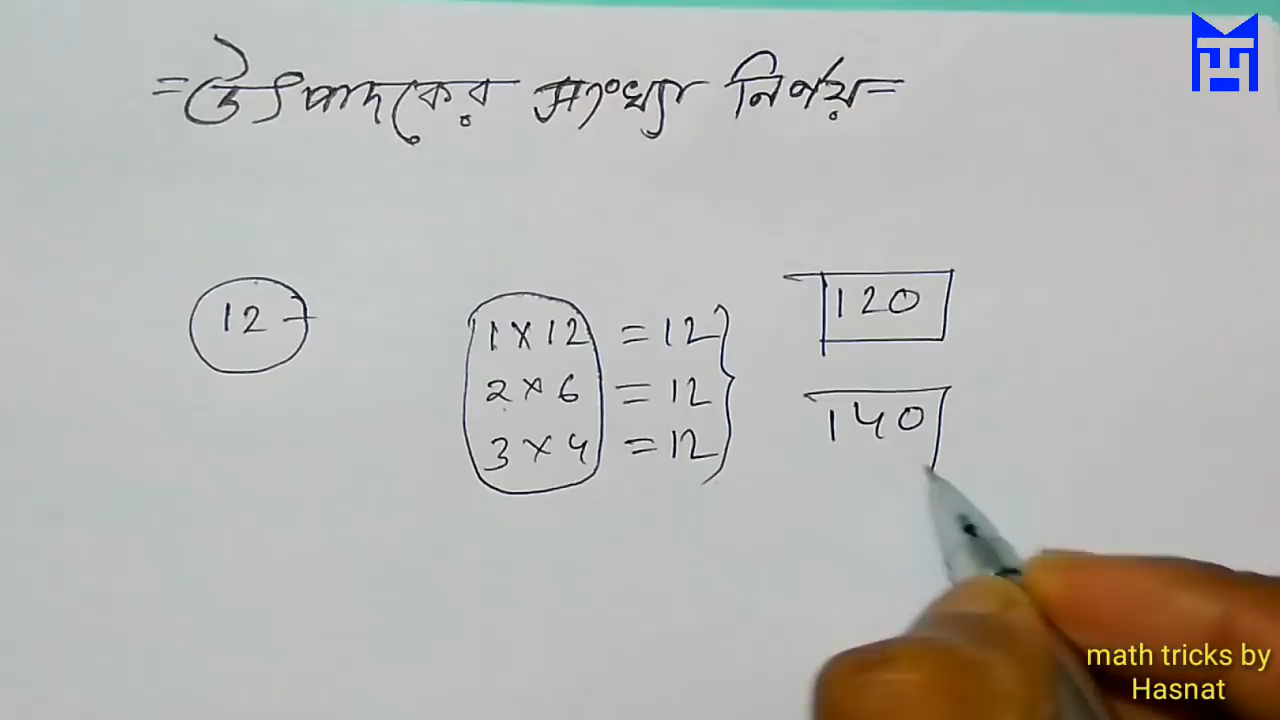 =উৎপাদকের সংখ্যা নির্ণয়=
12
1 x 12 = 12
2 x 6 = 12
3 x 4 = 12
120
140
math tricks by
Hasnat